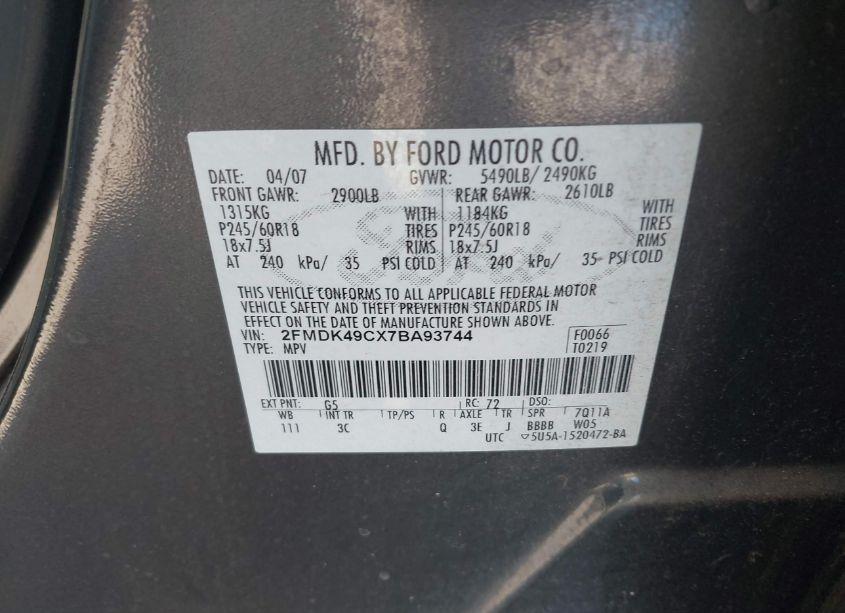 MFD. BY FORD MOTOR CO.
DATE: 04/07 GVWR: 5490LB/ 2490KG
FRONT GAWR: 2900LB REAR GAWR: 2610LB
1315KG WITH 1184KG WITH
P245/60R18 TIRES P245/60R18 TIRES
18x7.5J RIMS 18x7.5J RIMS
AT 240 kPa/ 35 PSI COLD AT 240 kPa/ 35 PSI COLD
THIS VEHICLE CONFORMS TO ALL APPLICABLE FEDERAL MOTOR
VEHICLE SAFETY AND THEFT PREVENTION STANDARDS IN
EFFECT ON THE DATE OF MANUFACTURE SHOWN ABOVE.
VIN: 2FMDK49CX7BA93744 F0066
TYPE: MPV T0219
EXT PNT: G5 RC: 72 DSO:
WB INT TR TP/PS R AXLE TR SPR 7Q11A
111 3C Q 3E J BBBB W05
UTC 5U5A-1520472-BA